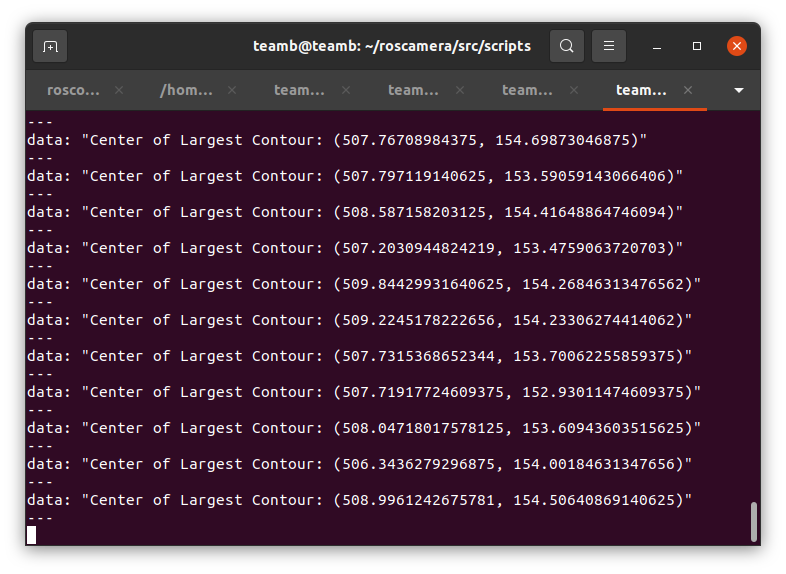 teamb@teamb: ~/roscamera/src/scripts
rosco... /hom... team... team... team... team...
---
data: "Center of Largest Contour: (507.76708984375, 154.69873046875)"
---
data: "Center of Largest Contour: (507.797119140625, 153.59059143066406)"
---
data: "Center of Largest Contour: (508.587158203125, 154.41648864746094)"
---
data: "Center of Largest Contour: (507.2030944824219, 153.4759063720703)"
---
data: "Center of Largest Contour: (509.84429931640625, 154.26846313476562)"
---
data: "Center of Largest Contour: (509.2245178222656, 154.23306274414062)"
---
data: "Center of Largest Contour: (507.7315368652344, 153.70062255859375)"
---
data: "Center of Largest Contour: (507.71917724609375, 152.93011474609375)"
---
data: "Center of Largest Contour: (508.04718017578125, 153.60943603515625)"
---
data: "Center of Largest Contour: (506.3436279296875, 154.00184631347656)"
---
data: "Center of Largest Contour: (508.9961242675781, 154.50640869140625)"
---